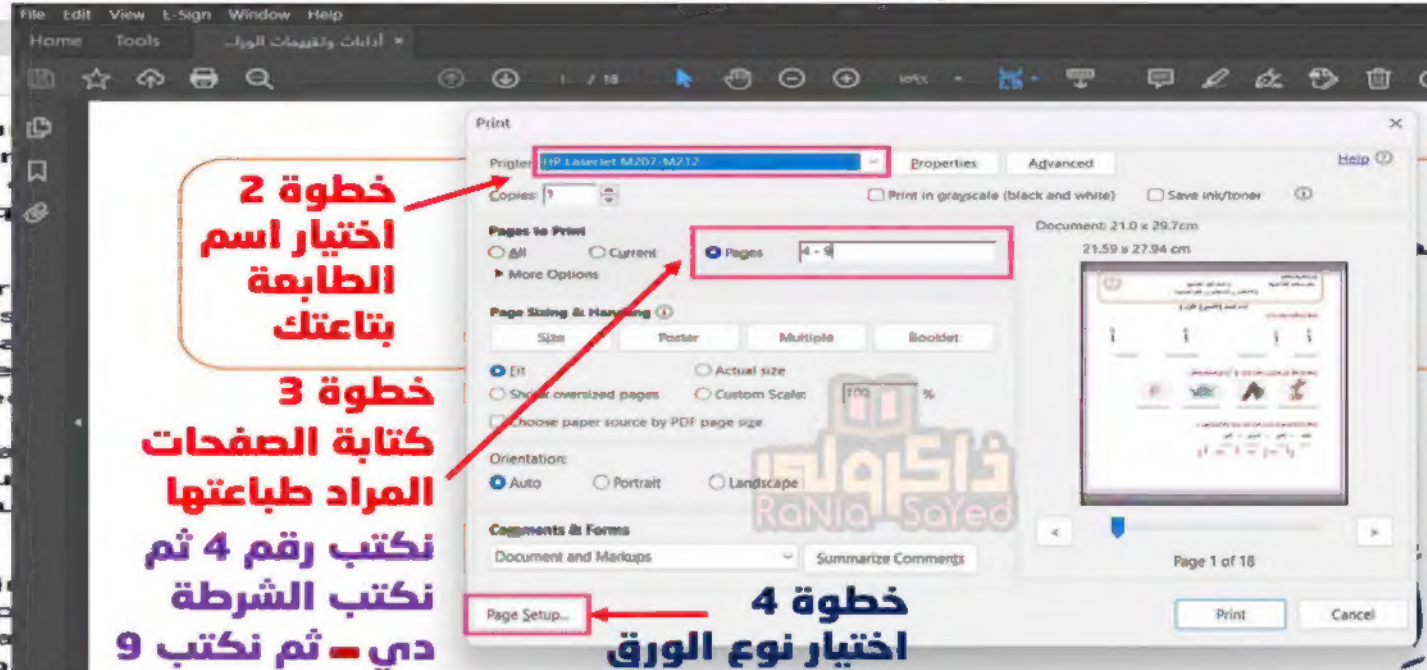 File Edit View E-Sign Window Help
Home Tools أداءات وتقييمات الورا... ×
1 / 18
Print ×
Printer: HP LaserJet M207-M212 Properties Advanced Help
Copies: 1 Print in grayscale (black and white) Save ink/toner
Pages to Print
All Current Pages 4 - 9
More Options
Page Sizing & Handling
Size Poster Multiple Booklet
Fit Actual size
Shrink oversized pages Custom Scale: 100 %
Choose paper source by PDF page size
Orientation:
Auto Portrait Landscape
Comments & Forms
Document and Markups Summarize Comments
Page Setup...
Document: 21.0 x 29.7cm
21.59 x 27.94 cm
< >
Page 1 of 18
Print Cancel
خطوة 2
اختيار اسم
الطابعة
بتاعتك
خطوة 3
كتابة الصفحات
المراد طباعتها
نكتب رقم 4 ثم
نكتب الشرطة
دي - ثم نكتب 9
خطوة 4
اختيار نوع الورق
ذاكرولي
RaNia SaYed